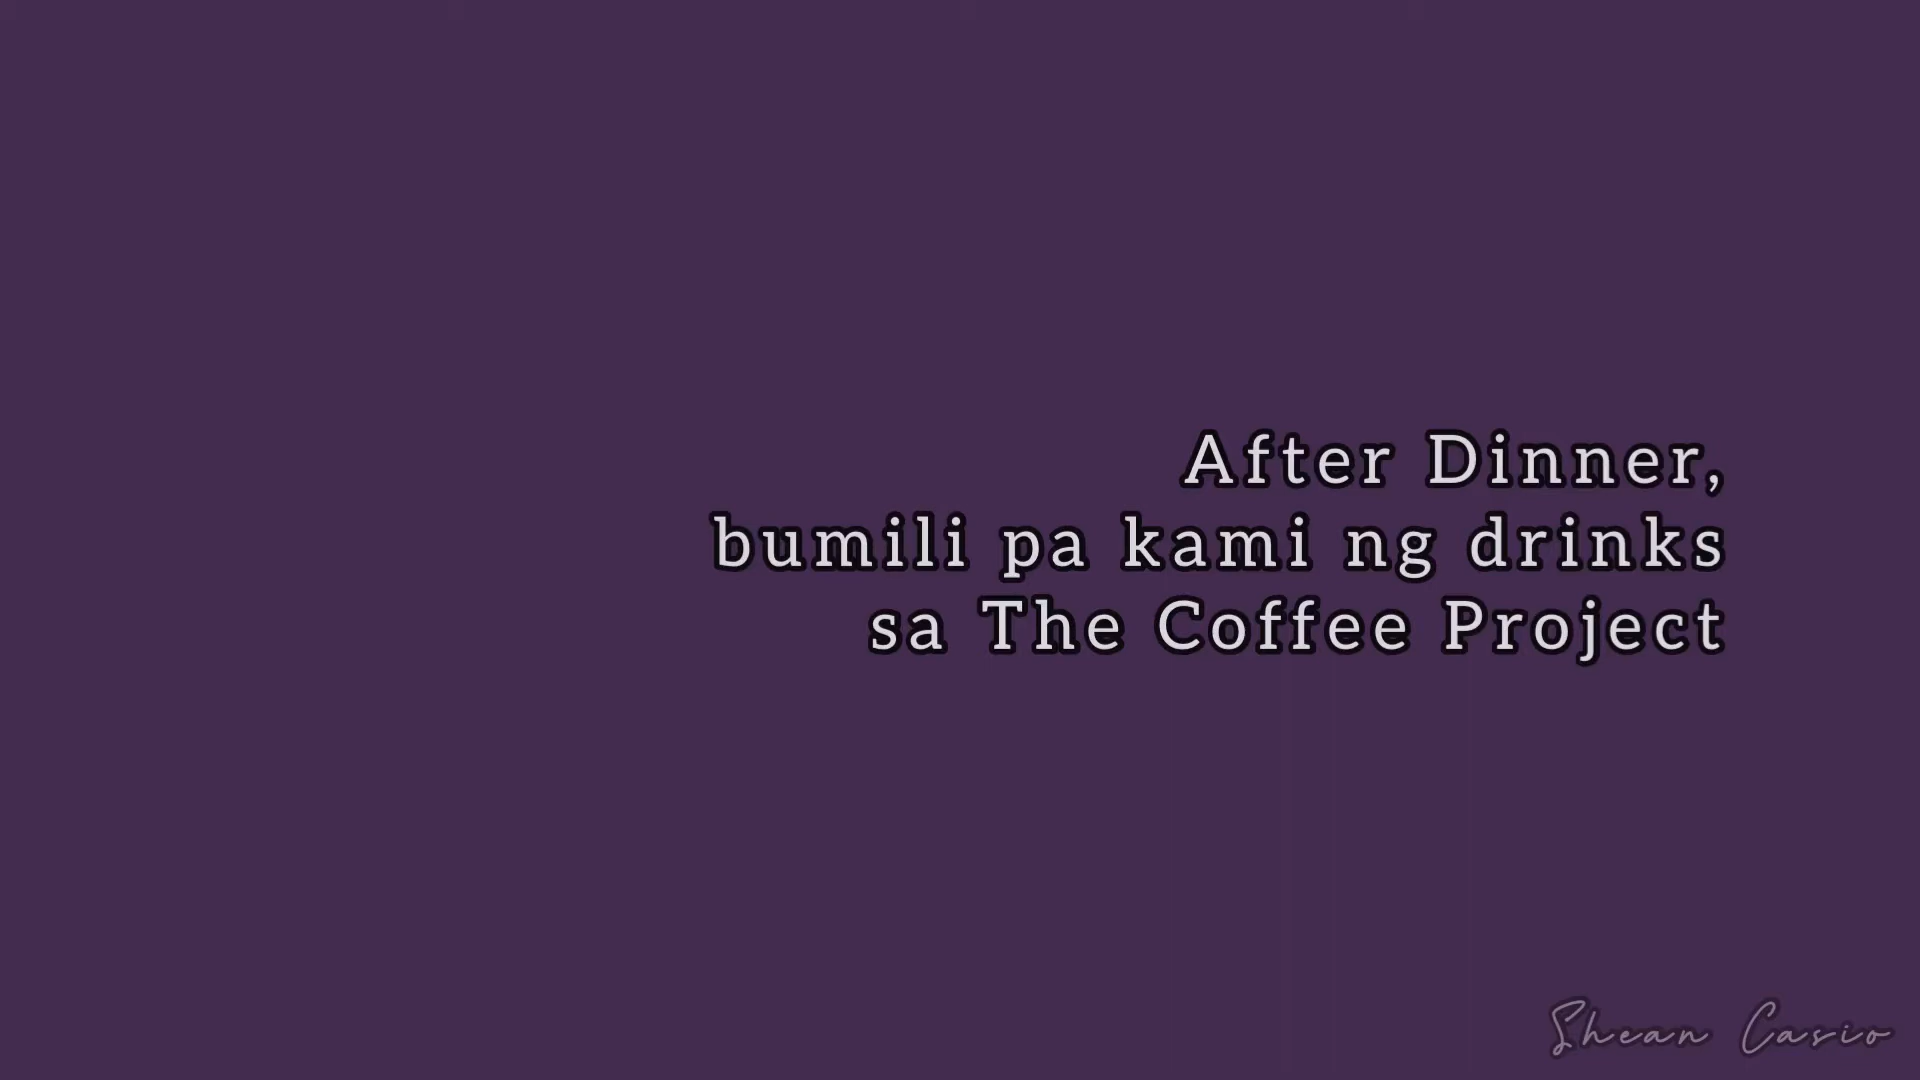 After Dinner,
bumili pa kami ng drinks
sa The Coffee Project
Shean Casio